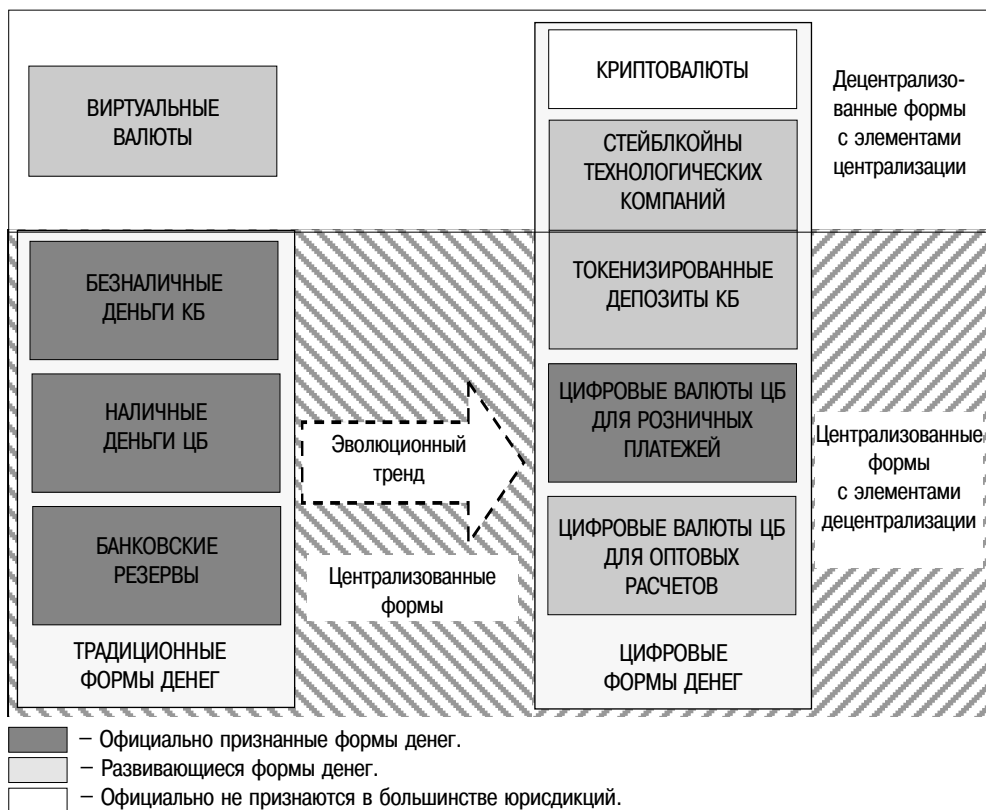 ВИРТУАЛЬНЫЕ
ВАЛЮТЫ
КРИПТОВАЛЮТЫ
СТЕЙБЛКОЙНЫ
ТЕХНОЛОГИЧЕСКИХ
КОМПАНИЙ
Децентрализо-
ванные формы
с элементами
централизации
БЕЗНАЛИЧНЫЕ
ДЕНЬГИ КБ
НАЛИЧНЫЕ
ДЕНЬГИ ЦБ
БАНКОВСКИЕ
РЕЗЕРВЫ
ТРАДИЦИОННЫЕ
ФОРМЫ ДЕНЕГ
Эволюционный
тренд
Централизованные
формы
ТОКЕНИЗИРОВАННЫЕ
ДЕПОЗИТЫ КБ
ЦИФРОВЫЕ ВАЛЮТЫ ЦБ
ДЛЯ РОЗНИЧНЫХ
ПЛАТЕЖЕЙ
ЦИФРОВЫЕ ВАЛЮТЫ ЦБ
ДЛЯ ОПТОВЫХ
РАСЧЕТОВ
ЦИФРОВЫЕ
ФОРМЫ ДЕНЕГ
Централизованные
формы
с элементами
децентрализации
– Официально признанные формы денег.
– Развивающиеся формы денег.
– Официально не признаются в большинстве юрисдикций.